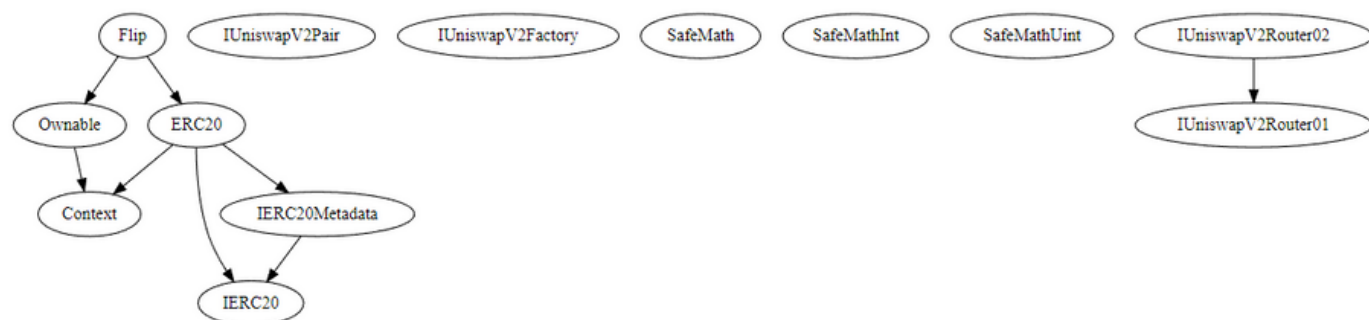 Flip
IUniswapV2Pair
IUniswapV2Factory
SafeMath
SafeMathInt
SafeMathUint
IUniswapV2Router02
Ownable
ERC20
IUniswapV2Router01
Context
IERC20Metadata
IERC20